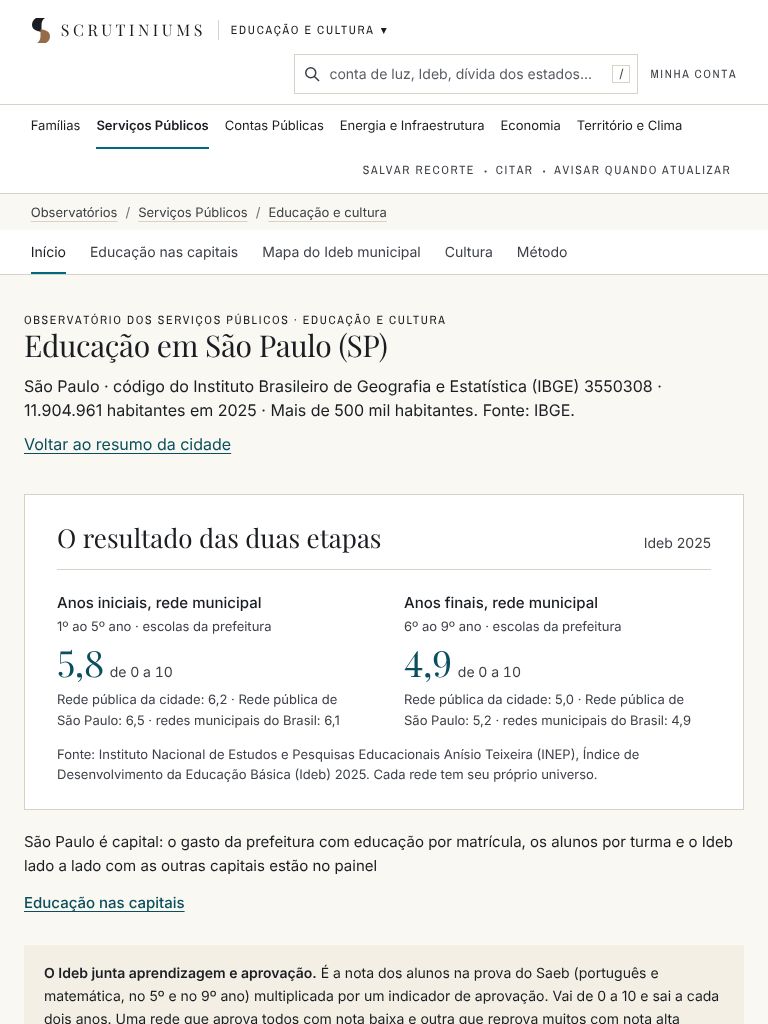 SCRUTINIUMS
EDUCAÇÃO E CULTURA ▼
conta de luz, Ideb, dívida dos estados...
/
MINHA CONTA
Famílias
Serviços Públicos
Contas Públicas
Energia e Infraestrutura
Economia
Território e Clima
SALVAR RECORTE • CITAR • AVISAR QUANDO ATUALIZAR
Observatórios / Serviços Públicos / Educação e cultura
Início
Educação nas capitais
Mapa do Ideb municipal
Cultura
Método
OBSERVATÓRIO DOS SERVIÇOS PÚBLICOS · EDUCAÇÃO E CULTURA
Educação em São Paulo (SP)
São Paulo · código do Instituto Brasileiro de Geografia e Estatística (IBGE) 3550308 ·
11.904.961 habitantes em 2025 · Mais de 500 mil habitantes. Fonte: IBGE.
Voltar ao resumo da cidade
O resultado das duas etapas
Ideb 2025
Anos iniciais, rede municipal
1º ao 5º ano · escolas da prefeitura
5,8 de 0 a 10
Rede pública da cidade: 6,2 · Rede pública de
São Paulo: 6,5 · redes municipais do Brasil: 6,1
Anos finais, rede municipal
6º ao 9º ano · escolas da prefeitura
4,9 de 0 a 10
Rede pública da cidade: 5,0 · Rede pública de
São Paulo: 5,2 · redes municipais do Brasil: 4,9
Fonte: Instituto Nacional de Estudos e Pesquisas Educacionais Anísio Teixeira (INEP), Índice de
Desenvolvimento da Educação Básica (Ideb) 2025. Cada rede tem seu próprio universo.
São Paulo é capital: o gasto da prefeitura com educação por matrícula, os alunos por turma e o Ideb
lado a lado com as outras capitais estão no painel
Educação nas capitais
O Ideb junta aprendizagem e aprovação. É a nota dos alunos na prova do Saeb (português e
matemática, no 5º e no 9º ano) multiplicada por um indicador de aprovação. Vai de 0 a 10 e sai a cada
dois anos. Uma rede que aprova todos com nota baixa e outra que reprova muitos com nota alta